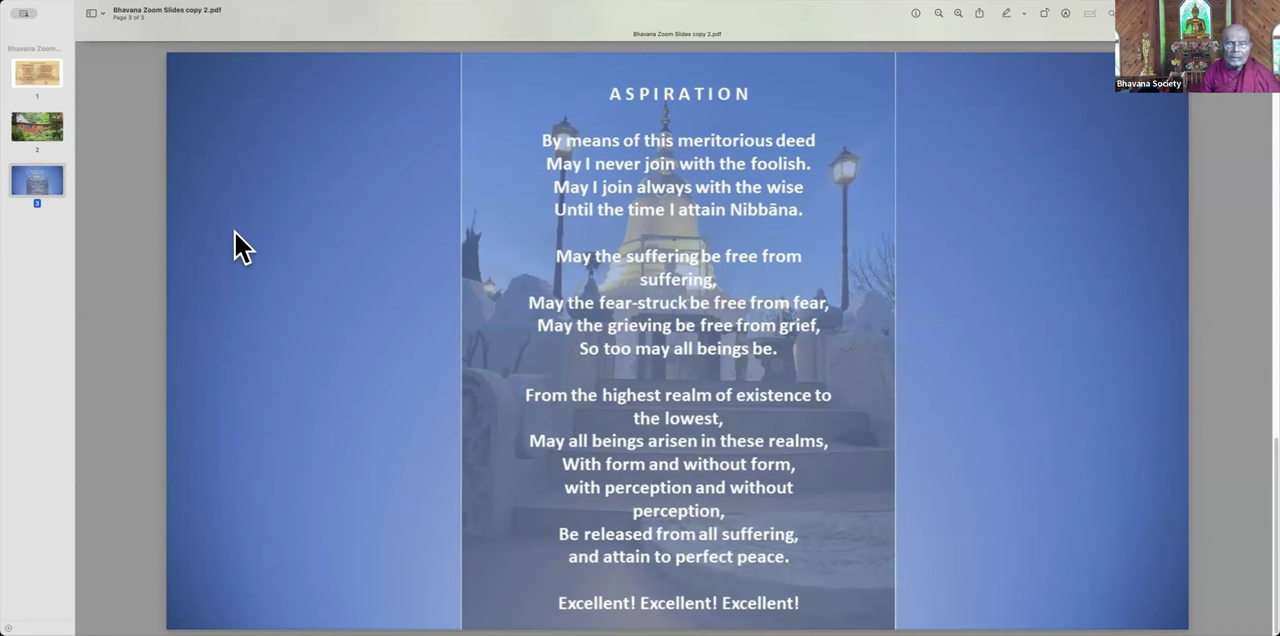 Bhavana Zoom Slides copy 2.pdf
Page 3 of 3
Bhavana Zoom Slides copy 2.pdf
Bhavana Society
Bhavana Zoom...
1
2
3
ASPIRATION
By means of this meritorious deed
May I never join with the foolish.
May I join always with the wise
Until the time I attain Nibbāna.
May the suffering be free from
suffering,
May the fear-struck be free from fear,
May the grieving be free from grief,
So too may all beings be.
From the highest realm of existence to
the lowest,
May all beings arisen in these realms,
With form and without form,
with perception and without
perception,
Be released from all suffering,
and attain to perfect peace.
Excellent! Excellent! Excellent!